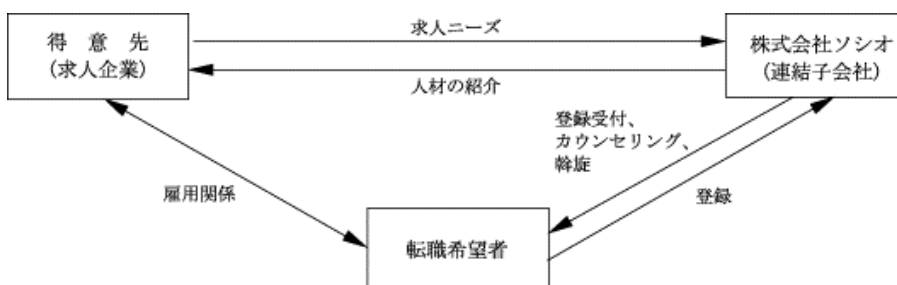 求人ニーズ
得意先
(求人企業)
株式会社ソシオ
(連結子会社)
人材の紹介
登録受付、
カウンセリング、
斡旋
雇用関係
登録
転職希望者